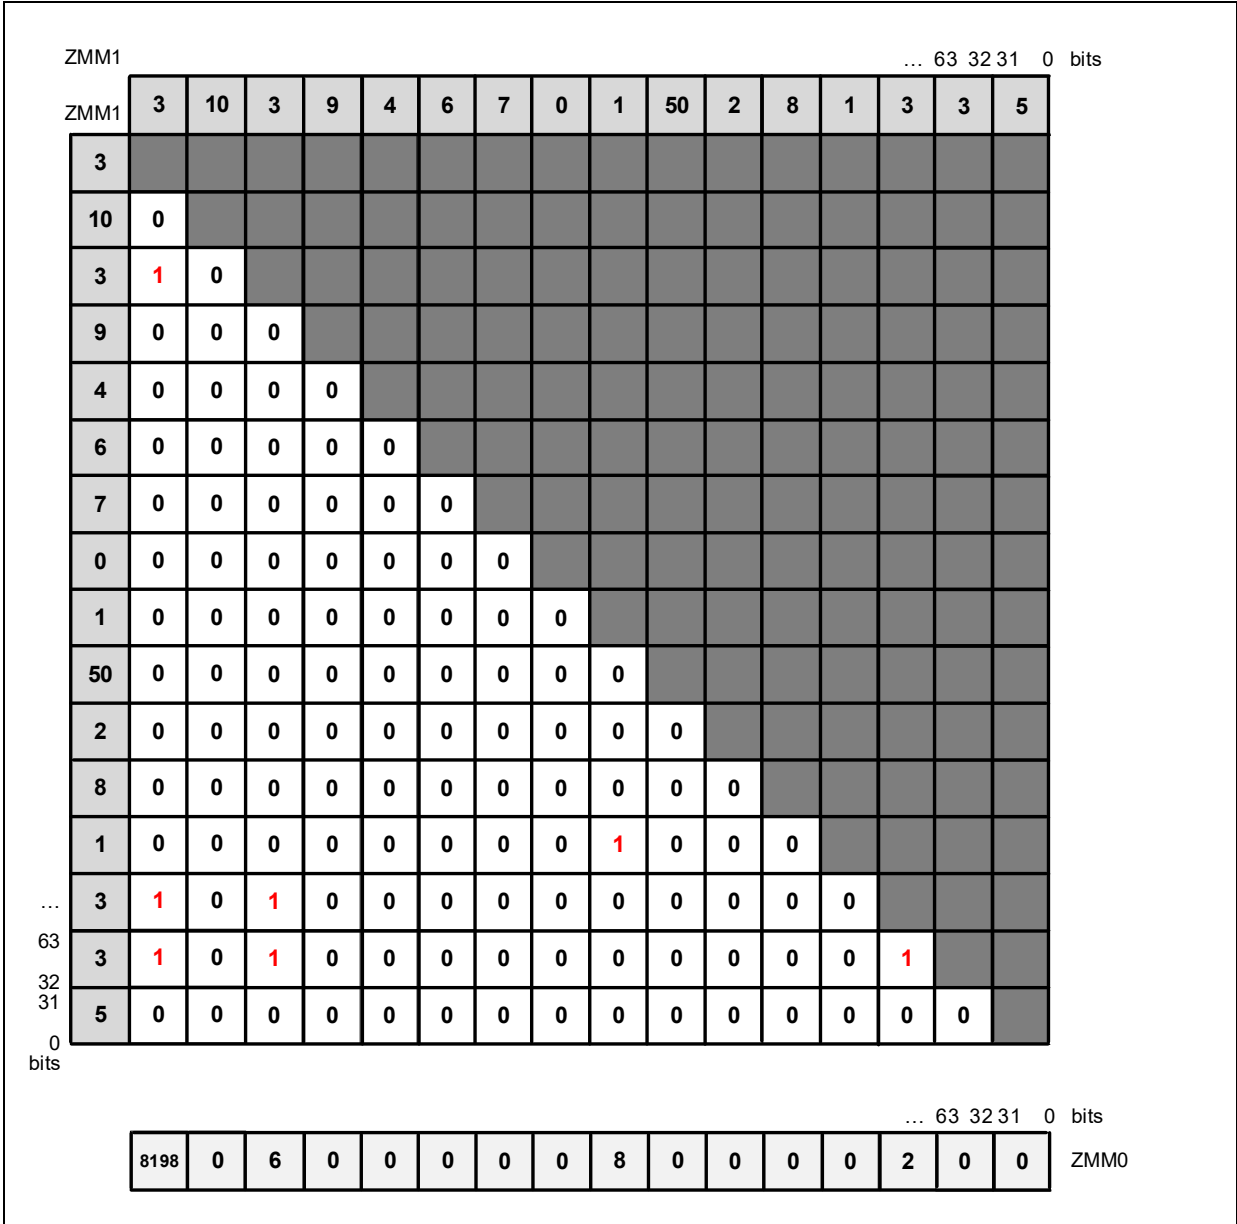 ZMM1
… 63 32 31 0 bits
ZMM1 3 10 3 9 4 6 7 0 1 50 2 8 1 3 3 5
3
10 0
3 1 0
9 0 0 0
4 0 0 0 0
6 0 0 0 0 0
7 0 0 0 0 0 0
0 0 0 0 0 0 0 0
1 0 0 0 0 0 0 0 0
50 0 0 0 0 0 0 0 0 0
2 0 0 0 0 0 0 0 0 0 0
8 0 0 0 0 0 0 0 0 0 0 0
1 0 0 0 0 0 0 0 0 1 0 0 0
… 3 1 0 1 0 0 0 0 0 0 0 0 0 0
63
3 1 0 1 0 0 0 0 0 0 0 0 0 0 1
32
31
5 0 0 0 0 0 0 0 0 0 0 0 0 0 0 0
0
bits
… 63 32 31 0 bits
8198 0 6 0 0 0 0 0 8 0 0 0 0 2 0 0 ZMM0